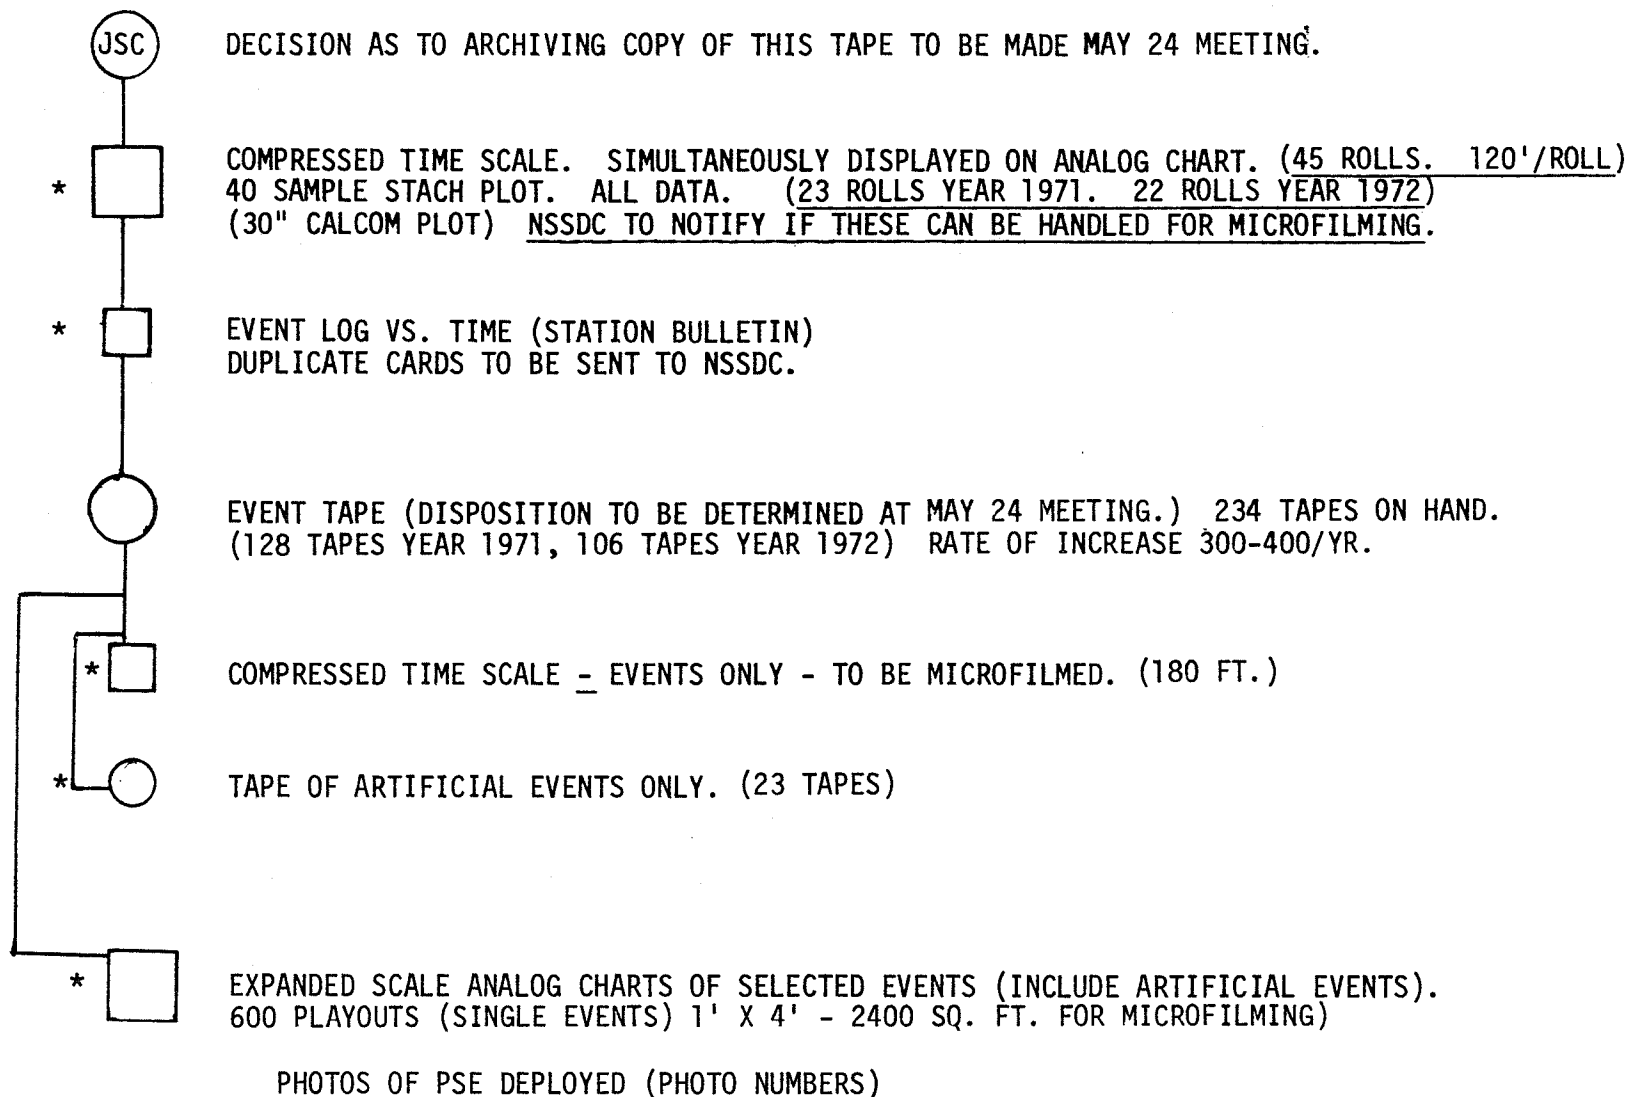 JSC DECISION AS TO ARCHIVING COPY OF THIS TAPE TO BE MADE MAY 24 MEETING.
COMPRESSED TIME SCALE. SIMULTANEOUSLY DISPLAYED ON ANALOG CHART. (45 ROLLS. 120'/ROLL)
* 40 SAMPLE STACH PLOT. ALL DATA. (23 ROLLS YEAR 1971. 22 ROLLS YEAR 1972)
(30" CALCOM PLOT) NSSDC TO NOTIFY IF THESE CAN BE HANDLED FOR MICROFILMING.
* EVENT LOG VS. TIME (STATION BULLETIN)
DUPLICATE CARDS TO BE SENT TO NSSDC.
EVENT TAPE (DISPOSITION TO BE DETERMINED AT MAY 24 MEETING.) 234 TAPES ON HAND.
(128 TAPES YEAR 1971, 106 TAPES YEAR 1972) RATE OF INCREASE 300-400/YR.
* COMPRESSED TIME SCALE - EVENTS ONLY - TO BE MICROFILMED. (180 FT.)
* TAPE OF ARTIFICIAL EVENTS ONLY. (23 TAPES)
* EXPANDED SCALE ANALOG CHARTS OF SELECTED EVENTS (INCLUDE ARTIFICIAL EVENTS).
600 PLAYOUTS (SINGLE EVENTS) 1' X 4' - 2400 SQ. FT. FOR MICROFILMING)
PHOTOS OF PSE DEPLOYED (PHOTO NUMBERS)